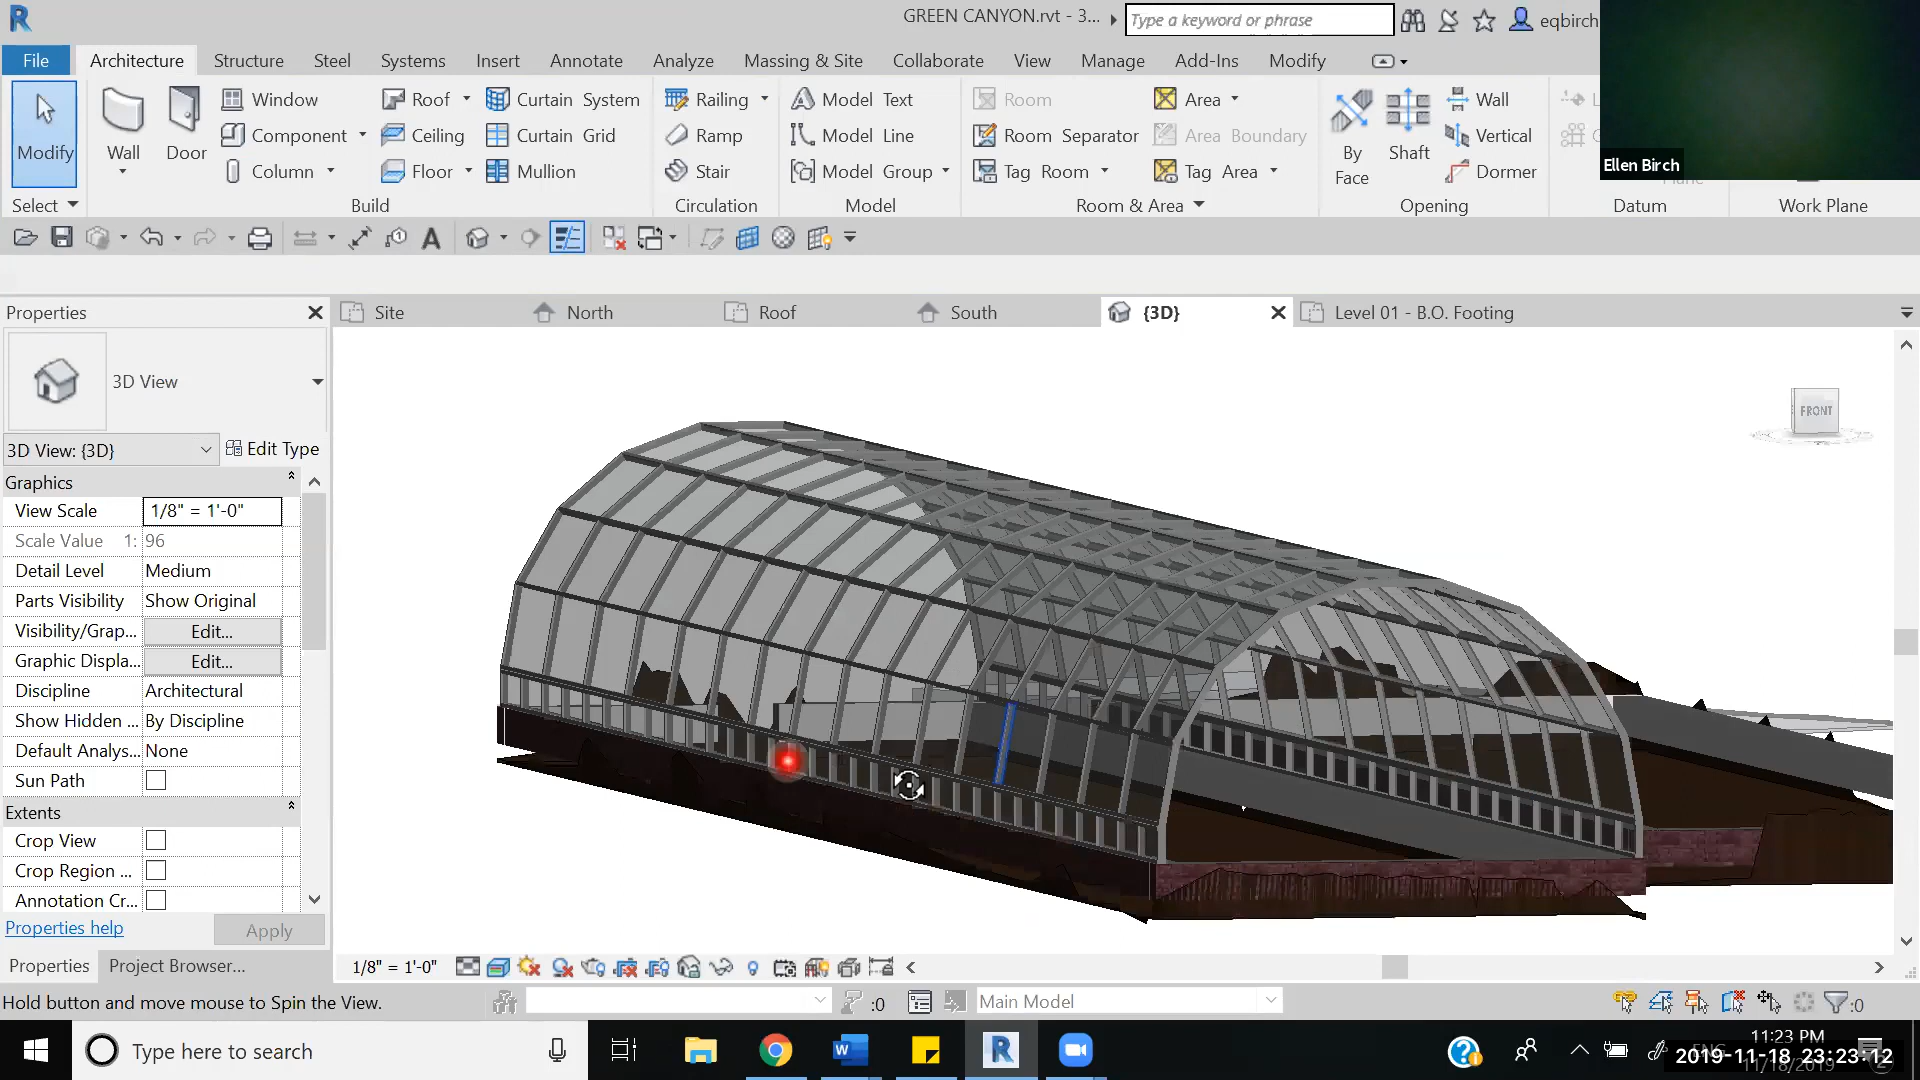 GREEN CANYON.rvt - 3...
Type a keyword or phrase
eqbirch
File
Architecture
Structure
Steel
Systems
Insert
Annotate
Analyze
Massing & Site
Collaborate
View
Manage
Add-Ins
Modify
Modify
Wall
Door
Window
Component
Column
Roof
Ceiling
Floor
Curtain System
Curtain Grid
Mullion
Railing
Ramp
Stair
Model Text
Model Line
Model Group
Room
Room Separator
Tag Room
Area
Area Boundary
Tag Area
By
Face
Shaft
Wall
Vertical
Dormer
Ellen Birch
Select
Build
Circulation
Model
Room & Area
Opening
Datum
Work Plane
Properties
Site
North
Roof
South
{3D}
Level 01 - B.O. Footing
3D View
3D View: {3D}
Edit Type
Graphics
View Scale 1/8" = 1'-0"
Scale Value 1: 96
Detail Level Medium
Parts Visibility Show Original
Visibility/Grap... Edit...
Graphic Displa... Edit...
Discipline Architectural
Show Hidden ... By Discipline
Default Analys... None
Sun Path
Extents
Crop View
Crop Region ...
Annotation Cr...
Properties help
Apply
FRONT
Properties
Project Browser...
1/8" = 1'-0"
Hold button and move mouse to Spin the View.
:0
Main Model
:0
Type here to search
11:23 PM
2019-11-18 23:23:12
11/18/2019